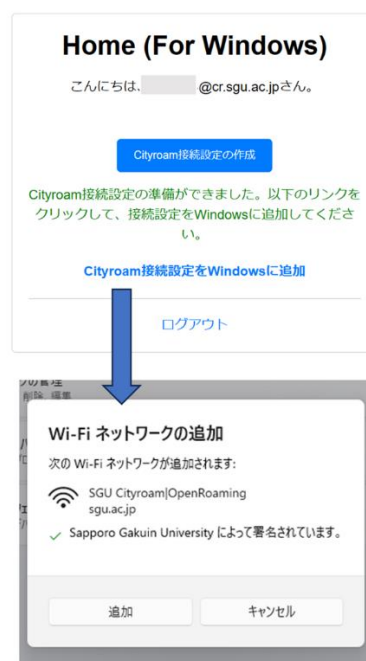 Home (For Windows)
こんにちは. @cr.sgu.ac.jpさん。
Cityroam接続設定の作成
Cityroam接続設定の準備ができました。以下のリンクを
クリックして、接続設定をWindowsに追加してくださ
い。
Cityroam接続設定をWindowsに追加
ログアウト
の管理
削除 編集
Wi-Fi ネットワークの追加
次の Wi-Fi ネットワークが追加されます:
SGU Cityroam|OpenRoaming
sgu.ac.jp
Sapporo Gakuin University によって署名されています。
追加 キャンセル